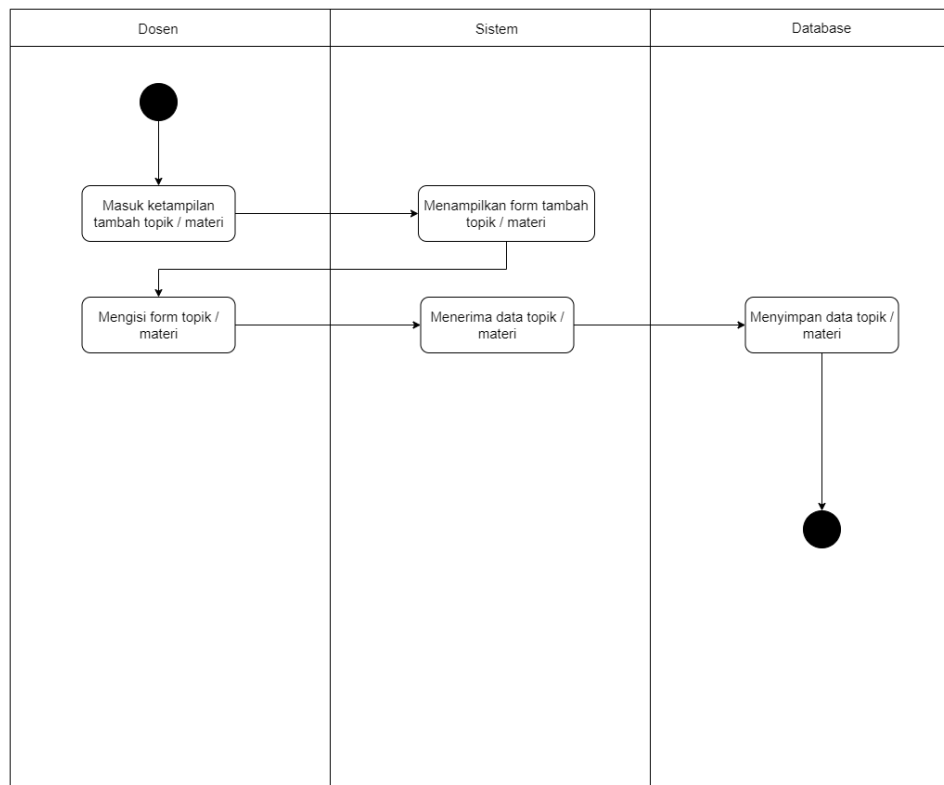 Dosen
Sistem
Database
Masuk ketampilan
tambah topik / materi
Menampilkan form tambah
topik / materi
Mengisi form topik /
materi
Menerima data topik /
materi
Menyimpan data topik /
materi